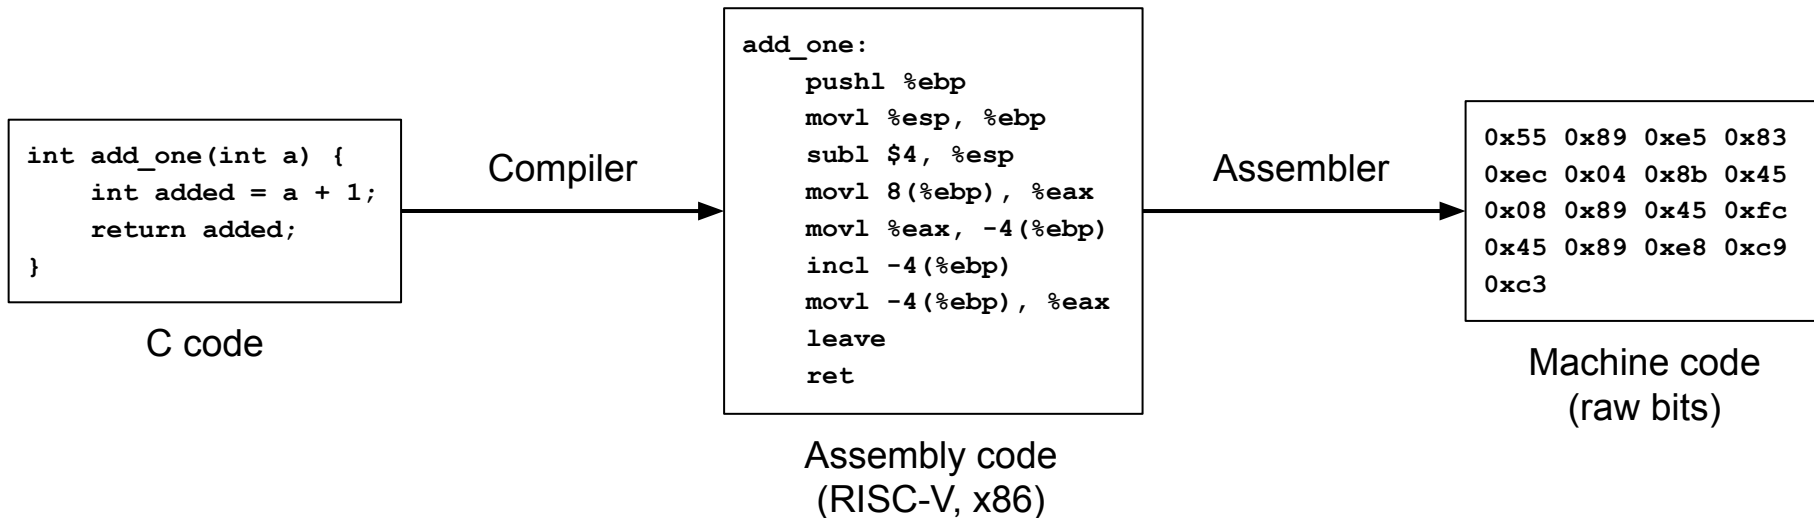 int add_one(int a) {
    int added = a + 1;
    return added;
}
C code
Compiler
add_one:
    pushl %ebp
    movl %esp, %ebp
    subl $4, %esp
    movl 8(%ebp), %eax
    movl %eax, -4(%ebp)
    incl -4(%ebp)
    movl -4(%ebp), %eax
    leave
    ret
Assembly code
(RISC-V, x86)
Assembler
0x55 0x89 0xe5 0x83
0xec 0x04 0x8b 0x45
0x08 0x89 0x45 0xfc
0x45 0x89 0xe8 0xc9
0xc3
Machine code
(raw bits)